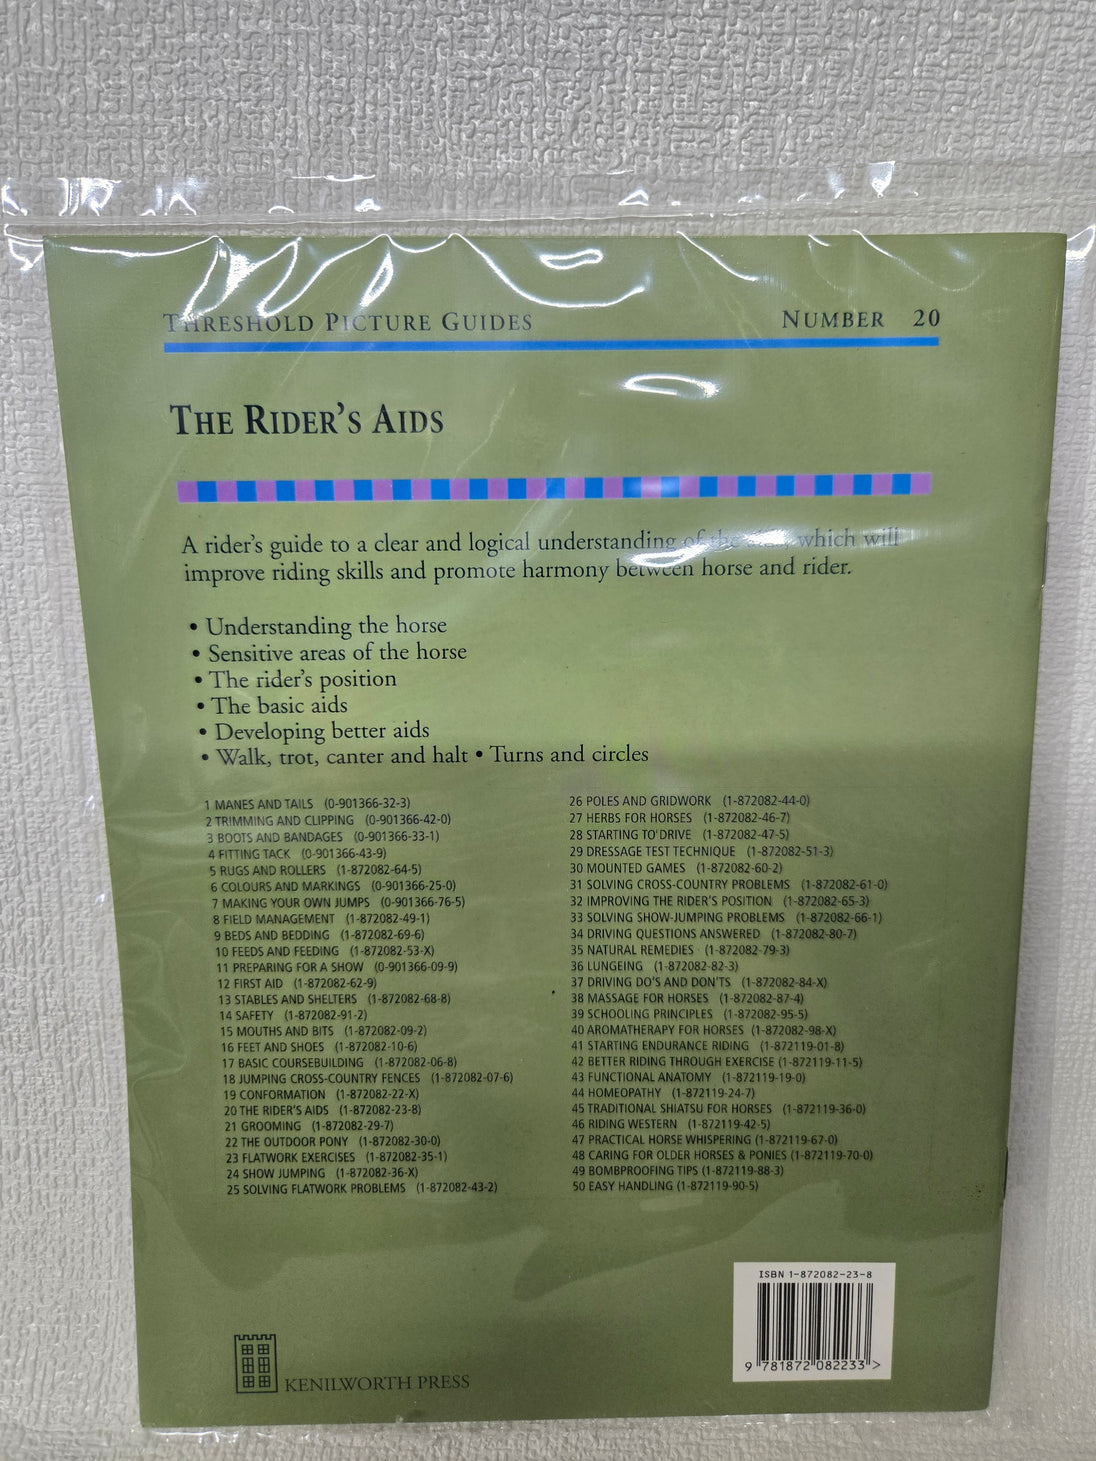 THRESHOLD PICTURE GUIDES
NUMBER 20
THE RIDER'S AIDS
A rider's guide to a clear and logical understanding of the aids, which will
improve riding skills and promote harmony between horse and rider.
• Understanding the horse
• Sensitive areas of the horse
• The rider's position
• The basic aids
• Developing better aids
• Walk, trot, canter and halt • Turns and circles
1 MANES AND TAILS (0-901366-32-3)
2 TRIMMING AND CLIPPING (0-901366-42-0)
3 BOOTS AND BANDAGES (0-901366-33-1)
4 FITTING TACK (0-901366-43-9)
5 RUGS AND ROLLERS (1-872082-64-5)
6 COLOURS AND MARKINGS (0-901366-25-0)
7 MAKING YOUR OWN JUMPS (0-901366-76-5)
8 FIELD MANAGEMENT (1-872082-49-1)
9 BEDS AND BEDDING (1-872082-69-6)
10 FEEDS AND FEEDING (1-872082-53-X)
11 PREPARING FOR A SHOW (0-901366-09-9)
12 FIRST AID (1-872082-62-9)
13 STABLES AND SHELTERS (1-872082-68-8)
14 SAFETY (1-872082-91-2)
15 MOUTHS AND BITS (1-872082-09-2)
16 FEET AND SHOES (1-872082-10-6)
17 BASIC COURSEBUILDING (1-872082-06-8)
18 JUMPING CROSS-COUNTRY FENCES (1-872082-07-6)
19 CONFORMATION (1-872082-22-X)
20 THE RIDER'S AIDS (1-872082-23-8)
21 GROOMING (1-872082-29-7)
22 THE OUTDOOR PONY (1-872082-30-0)
23 FLATWORK EXERCISES (1-872082-35-1)
24 SHOW JUMPING (1-872082-36-X)
25 SOLVING FLATWORK PROBLEMS (1-872082-43-2)
26 POLES AND GRIDWORK (1-872082-44-0)
27 HERBS FOR HORSES (1-872082-46-7)
28 STARTING TO DRIVE (1-872082-47-5)
29 DRESSAGE TEST TECHNIQUE (1-872082-51-3)
30 MOUNTED GAMES (1-872082-60-2)
31 SOLVING CROSS-COUNTRY PROBLEMS (1-872082-61-0)
32 IMPROVING THE RIDER'S POSITION (1-872082-65-3)
33 SOLVING SHOW-JUMPING PROBLEMS (1-872082-66-1)
34 DRIVING QUESTIONS ANSWERED (1-872082-80-7)
35 NATURAL REMEDIES (1-872082-79-3)
36 LUNGEING (1-872082-82-3)
37 DRIVING DO'S AND DON'TS (1-872082-84-X)
38 MASSAGE FOR HORSES (1-872082-87-4)
39 SCHOOLING PRINCIPLES (1-872082-95-5)
40 AROMATHERAPY FOR HORSES (1-872082-98-X)
41 STARTING ENDURANCE RIDING (1-872119-01-8)
42 BETTER RIDING THROUGH EXERCISE (1-872119-11-5)
43 FUNCTIONAL ANATOMY (1-872119-19-0)
44 HOMEOPATHY (1-872119-24-7)
45 TRADITIONAL SHIATSU FOR HORSES (1-872119-36-0)
46 RIDING WESTERN (1-872119-42-5)
47 PRACTICAL HORSE WHISPERING (1-872119-67-0)
48 CARING FOR OLDER HORSES & PONIES (1-872119-70-0)
49 BOMBPROOFING TIPS (1-872119-88-3)
50 EASY HANDLING (1-872119-90-5)
ISBN 1-872082-23-8
9 781872 082233 >
KENILWORTH PRESS